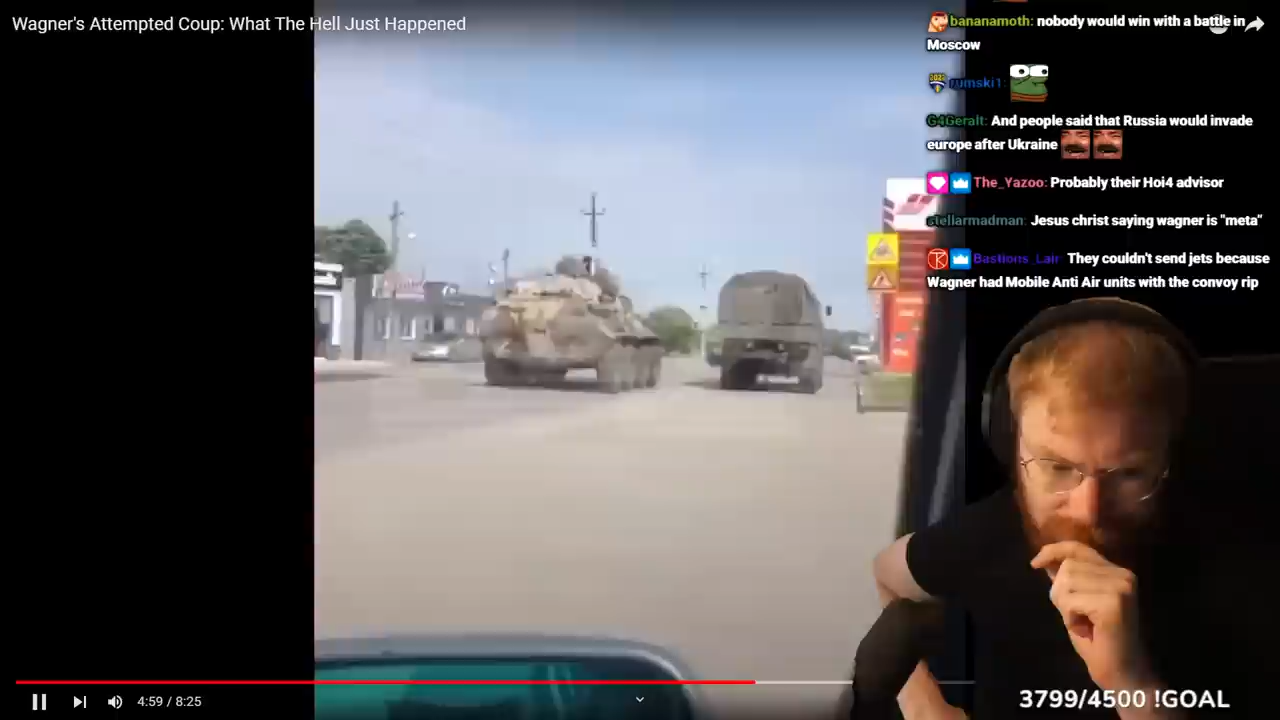 Wagner's Attempted Coup: What The Hell Just Happened
bananamoth: nobody would win with a battle in
Moscow
rumski1:
G4Geralt: And people said that Russia would invade
europe after Ukraine
The_Yazoo: Probably their Hoi4 advisor
stellarmadman: Jesus christ saying wagner is "meta"
Bastions_Lair: They couldn't send jets because
Wagner had Mobile Anti Air units with the convoy rip
4:59 / 8:25
3799/4500 !GOAL